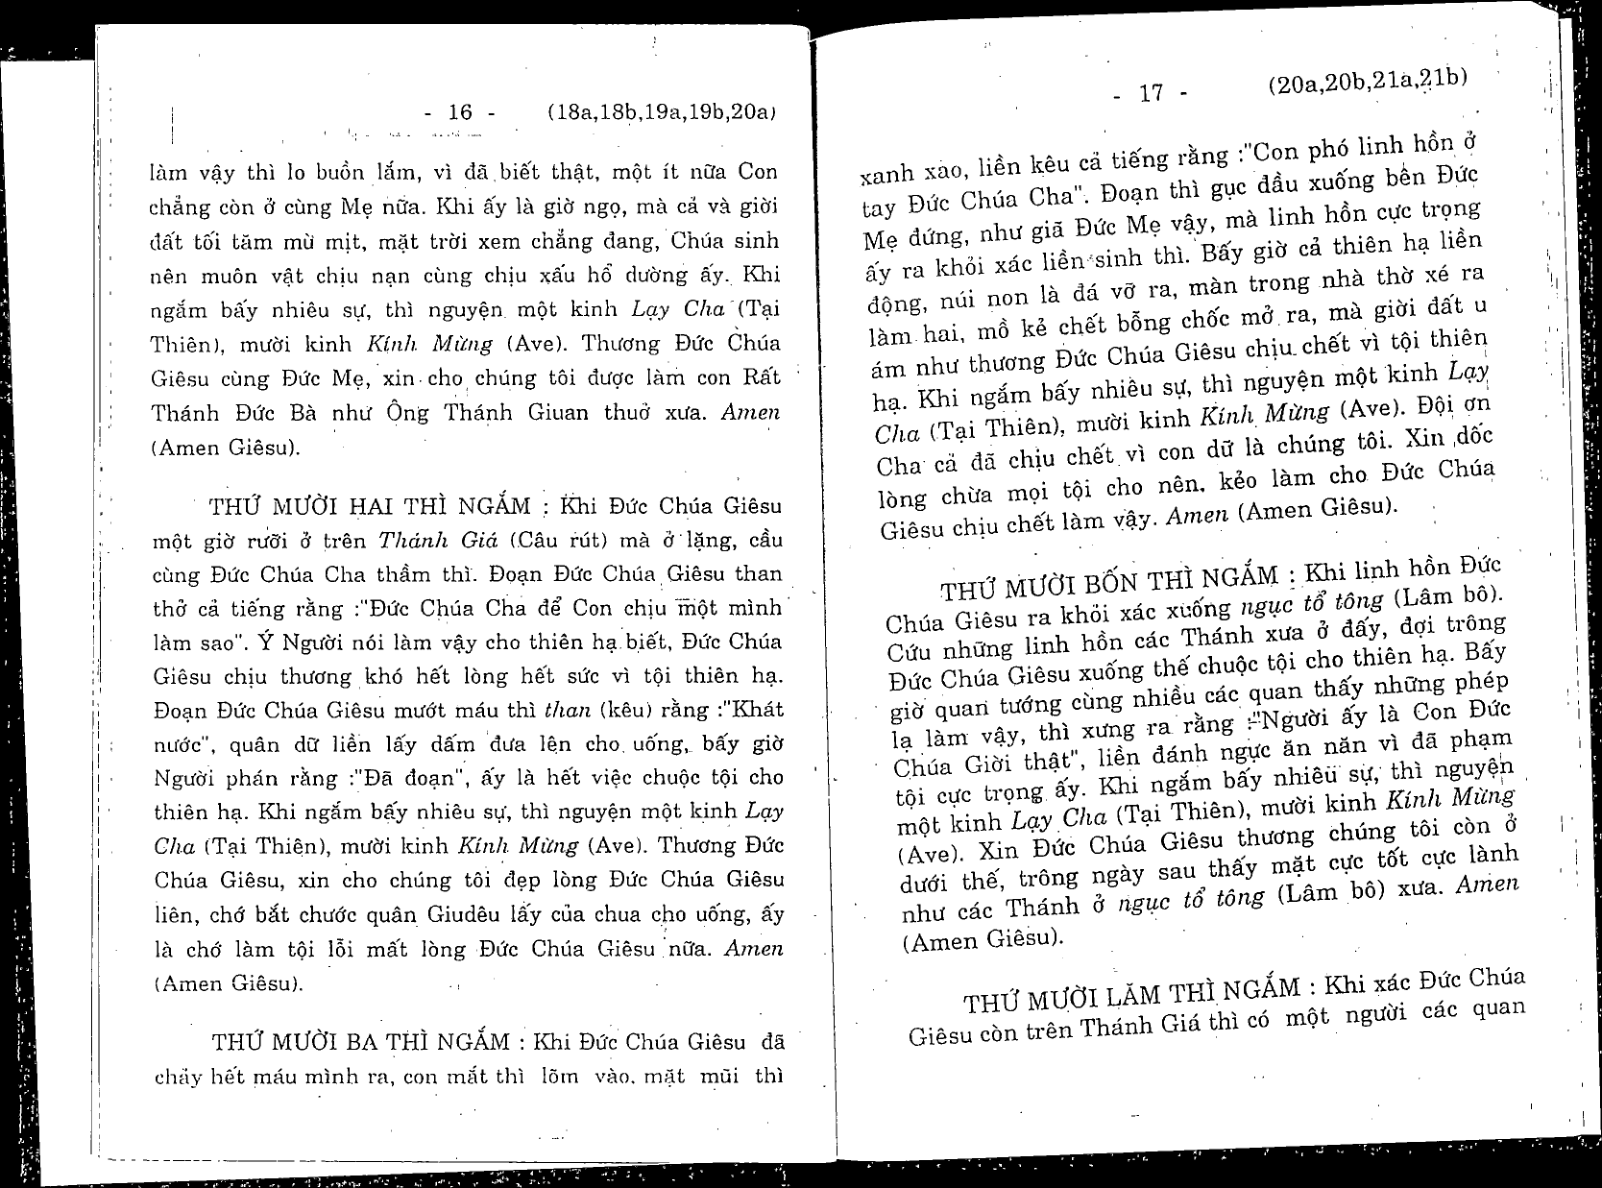 - 16 - (18a,18b,19a,19b,20a)
làm vậy thì lo buồn lắm, vì đã biết thật, một ít nữa Con
chẳng còn ở cùng Mẹ nữa. Khi ấy là giờ ngọ, mà cả và giời
đất tối tăm mù mịt, mặt trời xem chẳng đang, Chúa sinh
nên muôn vật chịu nạn cùng chịu xấu hổ dường ấy. Khi
ngắm bấy nhiêu sự, thì nguyện một kinh Lạy Cha (Tại
Thiên), mười kinh Kính Mừng (Ave). Thương Đức Chúa
Giêsu cùng Đức Mẹ, xin cho chúng tôi được làm con Rất
Thánh Đức Bà như Ông Thánh Giuan thuở xưa. Amen
(Amen Giêsu).
THỨ MƯỜI HAI THÌ NGẮM : Khi Đức Chúa Giêsu
một giờ rưỡi ở trên Thánh Giá (Câu rút) mà ở lặng, cầu
cùng Đức Chúa Cha thầm thì. Đoạn Đức Chúa Giêsu than
thở cả tiếng rằng :"Đức Chúa Cha để Con chịu một mình
làm sao". Ý Người nói làm vậy cho thiên hạ biết, Đức Chúa
Giêsu chịu thương khó hết lòng hết sức vì tội thiên hạ.
Đoạn Đức Chúa Giêsu mướt máu thì than (kêu) rằng :"Khát
nước", quân dữ liền lấy dấm đưa lên cho uống, bấy giờ
Người phán rằng :"Đã đoạn", ấy là hết việc chuộc tội cho
thiên hạ. Khi ngắm bấy nhiêu sự, thì nguyện một kinh Lạy
Cha (Tại Thiên), mười kinh Kính Mừng (Ave). Thương Đức
Chúa Giêsu, xin cho chúng tôi đẹp lòng Đức Chúa Giêsu
liên, chớ bắt chước quân Giudêu lấy của chua cho uống, ấy
là chớ làm tội lỗi mất lòng Đức Chúa Giêsu nữa. Amen
(Amen Giêsu).
THỨ MƯỜI BA THÌ NGẮM : Khi Đức Chúa Giêsu đã
chảy hết máu mình ra, con mắt thì lõm vào, mặt mũi thì
- 17 - (20a,20b,21a,21b)
xanh xao, liền kêu cả tiếng rằng :"Con phó linh hồn ở
tay Đức Chúa Cha". Đoạn thì gục đầu xuống bên Đức
Mẹ đứng, như giã Đức Mẹ vậy, mà linh hồn cực trọng
ấy ra khỏi xác liền sinh thì. Bấy giờ cả thiên hạ liền
động, núi non là đá vỡ ra, màn trong nhà thờ xé ra
làm hai, mồ kẻ chết bỗng chốc mở ra, mà giời đất u
ám như thương Đức Chúa Giêsu chịu chết vì tội thiên
hạ. Khi ngắm bấy nhiêu sự, thì nguyện một kinh Lạy
Cha (Tại Thiên), mười kinh Kính Mừng (Ave). Đội ơn
Cha cả đã chịu chết vì con dữ là chúng tôi. Xin dốc
lòng chừa mọi tội cho nên, kẻo làm cho Đức Chúa
Giêsu chịu chết làm vậy. Amen (Amen Giêsu).
THỨ MƯỜI BỐN THÌ NGẮM : Khi linh hồn Đức
Chúa Giêsu ra khỏi xác xuống ngục tổ tông (Lâm bô).
Cứu những linh hồn các Thánh xưa ở đấy, đợi trông
Đức Chúa Giêsu xuống thế chuộc tội cho thiên hạ. Bấy
giờ quan tướng cùng nhiều các quan thấy những phép
lạ làm vậy, thì xưng ra rằng :"Người ấy là Con Đức
Chúa Giời thật", liền đánh ngực ăn năn vì đã phạm
tội cực trọng ấy. Khi ngắm bấy nhiêu sự, thì nguyện
một kinh Lạy Cha (Tại Thiên), mười kinh Kính Mừng
(Ave). Xin Đức Chúa Giêsu thương chúng tôi còn ở
dưới thế, trông ngày sau thấy mặt cực tốt cực lành
như các Thánh ở ngục tổ tông (Lâm bô) xưa. Amen
(Amen Giêsu).
THỨ MƯỜI LĂM THÌ NGẮM : Khi xác Đức Chúa
Giêsu còn trên Thánh Giá thì có một người các quan